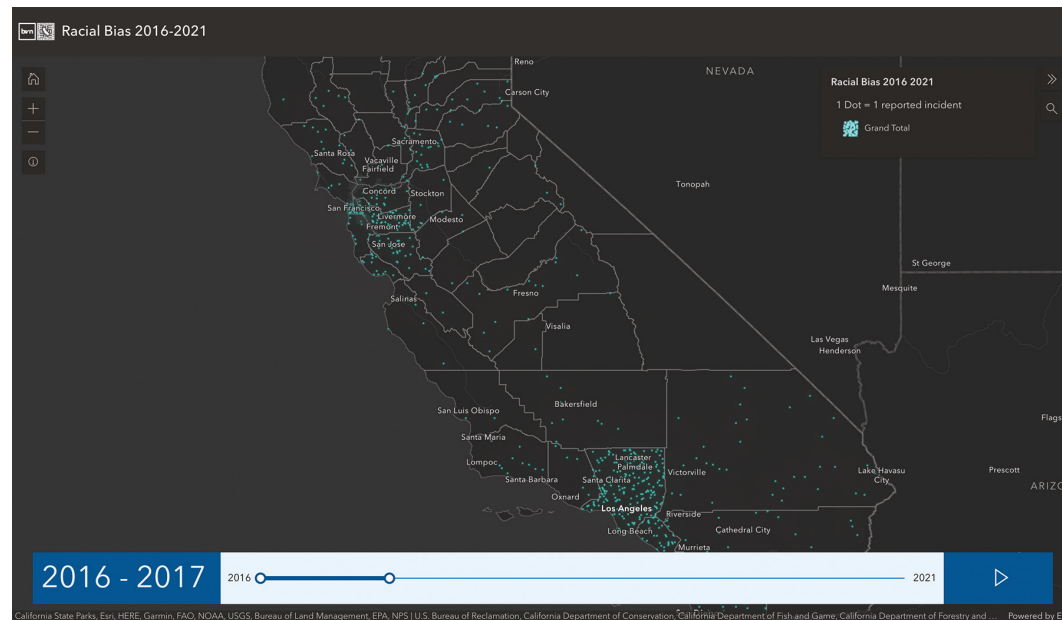 bvn
Racial Bias 2016-2021
Reno
NEVADA
Carson City
Racial Bias 2016 2021
1 Dot = 1 reported incident
Grand Total
Sacramento
Santa Rosa
Vacaville
Fairfield
Tonopah
Concord
Stockton
San Francisco
Livermore
Modesto
Fremont
San Jose
St George
Mesquite
Salinas
Fresno
Visalia
Las Vegas
Henderson
Bakersfield
San Luis Obispo
Flags
Santa Maria
Lancaster
Lompoc
Palmdale
Victorville
Lake Havasu
City
Prescott
Santa Barbara
Santa Clarita
ARIZO
Oxnard
Los Angeles
Riverside
Long Beach
Cathedral City
Murrieta
2016 - 2017
2016
2021
California State Parks, Esri, HERE, Garmin, FAO, NOAA, USGS, Bureau of Land Management, EPA, NPS | U.S. Bureau of Reclamation, California Department of Conservation, California Department of Fish and Game, California Department of Forestry and ...
Powered by E